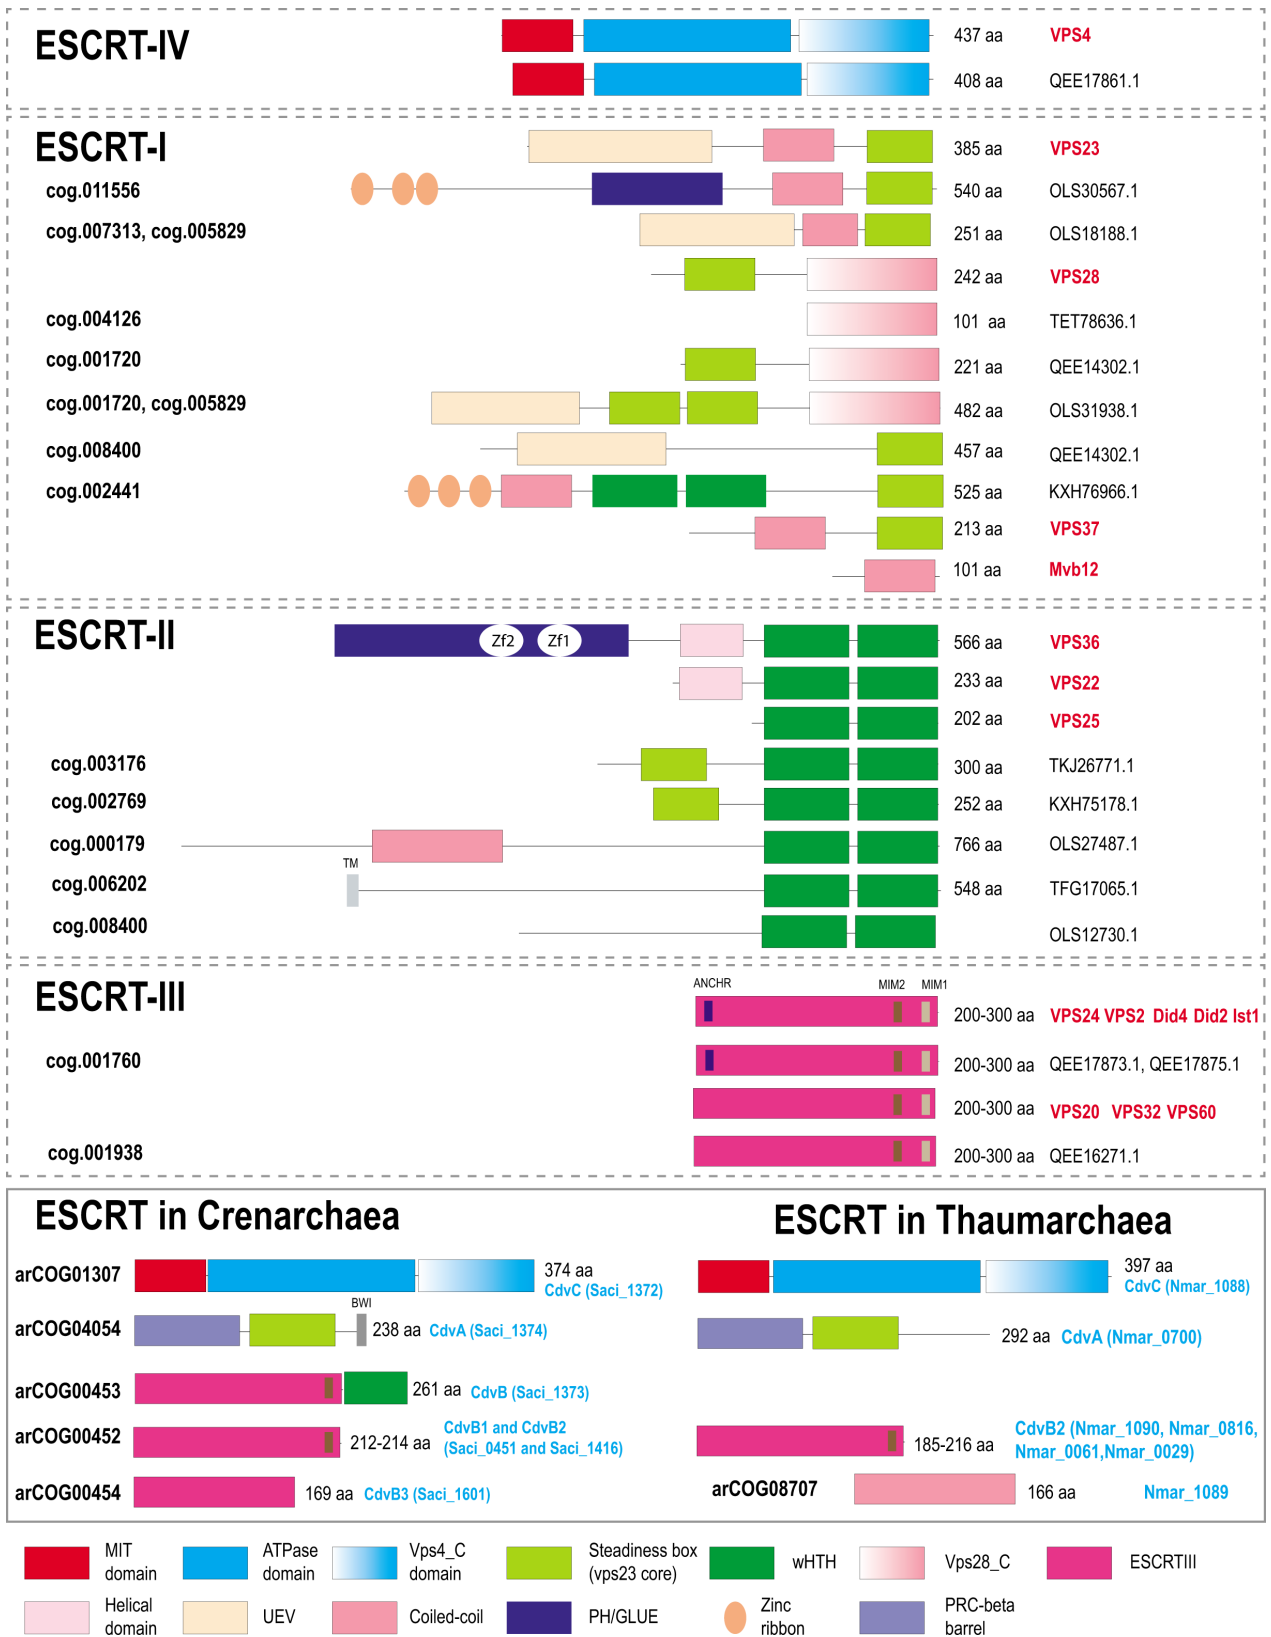 ESCRT-IV
437 aa VPS4
408 aa QEE17861.1
ESCRT-I
385 aa VPS23
cog.011556 540 aa OLS30567.1
cog.007313, cog.005829 251 aa OLS18188.1
242 aa VPS28
cog.004126 101 aa TET78636.1
cog.001720 221 aa QEE14302.1
cog.001720, cog.005829 482 aa OLS31938.1
cog.008400 457 aa QEE14302.1
cog.002441 525 aa KXH76966.1
213 aa VPS37
101 aa Mvb12
ESCRT-II
Zf2 Zf1 566 aa VPS36
233 aa VPS22
202 aa VPS25
cog.003176 300 aa TKJ26771.1
cog.002769 252 aa KXH75178.1
cog.000179 766 aa OLS27487.1
TM
cog.006202 548 aa TFG17065.1
cog.008400 OLS12730.1
ESCRT-III
ANCHR MIM2 MIM1
200-300 aa VPS24 VPS2 Did4 Did2 Ist1
cog.001760 200-300 aa QEE17873.1, QEE17875.1
200-300 aa VPS20 VPS32 VPS60
cog.001938 200-300 aa QEE16271.1
ESCRT in Crenarchaea
arCOG01307 374 aa
CdvC (Saci_1372)
BWI
arCOG04054 238 aa CdvA (Saci_1374)
arCOG00453 261 aa CdvB (Saci_1373)
arCOG00452 212-214 aa CdvB1 and CdvB2
(Saci_0451 and Saci_1416)
arCOG00454 169 aa CdvB3 (Saci_1601)
ESCRT in Thaumarchaea
397 aa
CdvC (Nmar_1088)
292 aa CdvA (Nmar_0700)
185-216 aa CdvB2 (Nmar_1090, Nmar_0816,
Nmar_0061,Nmar_0029)
arCOG08707 166 aa Nmar_1089
MIT
domain
ATPase
domain
Vps4_C
domain
Steadiness box
(vps23 core)
wHTH
Vps28_C
ESCRTIII
Helical
domain
UEV
Coiled-coil
PH/GLUE
Zinc
ribbon
PRC-beta
barrel